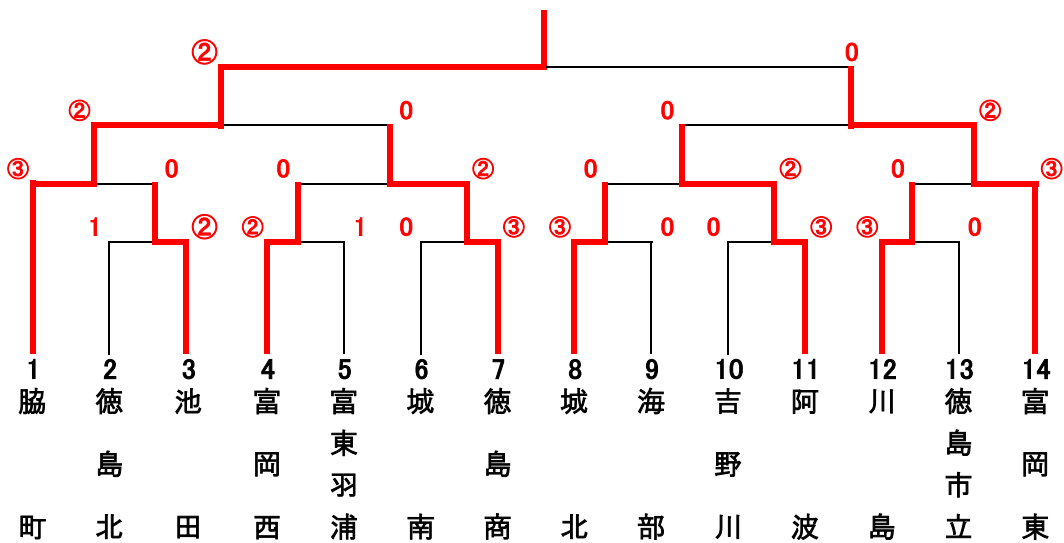 ② 0
② 0 0 ②
③ 0 0 ② 0 ② 0 ③
1 ② ② 1 0 ③ ③ 0 0 ③ ③ 0
1 2 3 4 5 6 7 8 9 10 11 12 13 14
脇町
徳島北
池田
富岡西
富東羽浦
城南
徳島商
城北
海部
吉野川
阿波
川島
徳島市立
富岡東